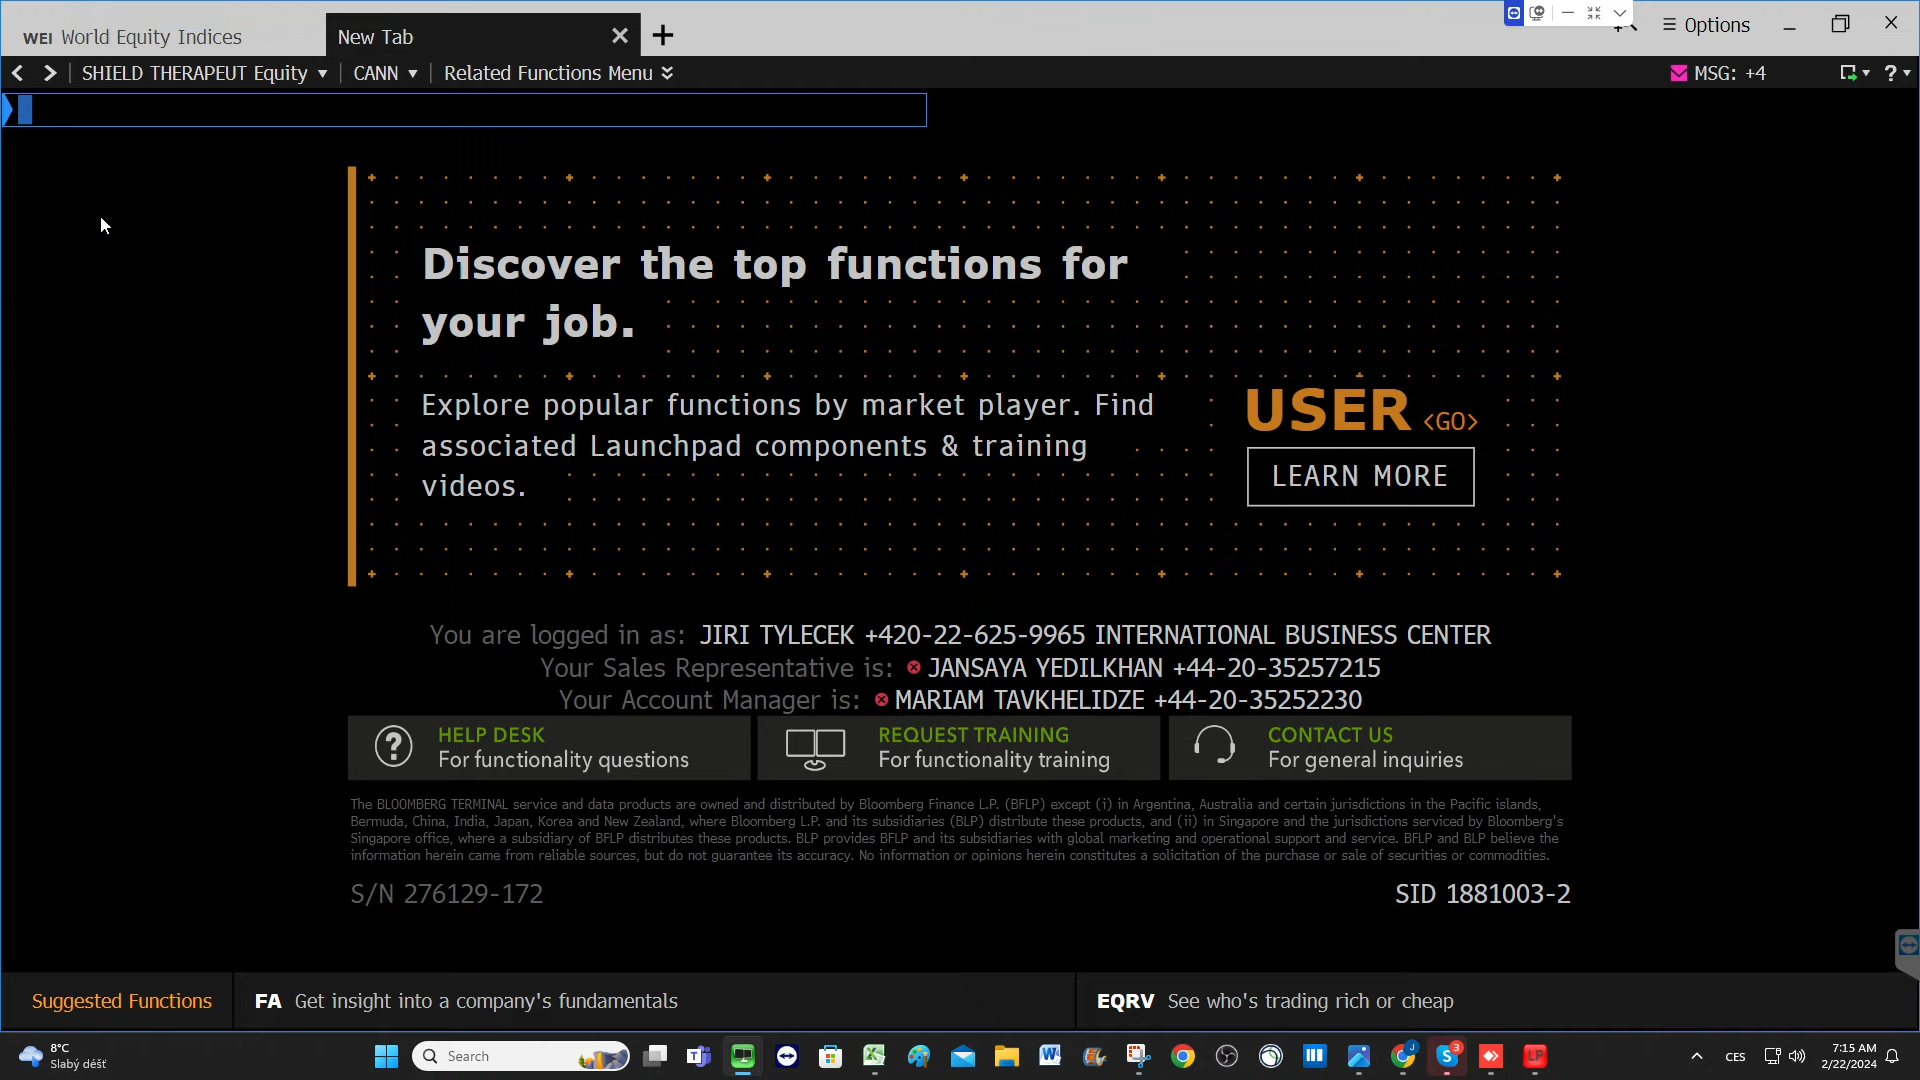 WEI World Equity Indices
New Tab
Options
SHIELD THERAPEUT Equity
CANN
Related Functions Menu
MSG: +4
?
Discover the top functions for
your job.
Explore popular functions by market player. Find
associated Launchpad components & training
videos.
USER <GO>
LEARN MORE
You are logged in as: JIRI TYLECEK +420-22-625-9965 INTERNATIONAL BUSINESS CENTER
Your Sales Representative is: JANSAYA YEDILKHAN +44-20-35257215
Your Account Manager is: MARIAM TAVKHELIDZE +44-20-35252230
HELP DESK
For functionality questions
REQUEST TRAINING
For functionality training
CONTACT US
For general inquiries
The BLOOMBERG TERMINAL service and data products are owned and distributed by Bloomberg Finance L.P. (BFLP) except (i) in Argentina, Australia and certain jurisdictions in the Pacific islands,
Bermuda, China, India, Japan, Korea and New Zealand, where Bloomberg L.P. and its subsidiaries (BLP) distribute these products, and (ii) in Singapore and the jurisdictions serviced by Bloomberg's
Singapore office, where a subsidiary of BFLP distributes these products. BLP provides BFLP and its subsidiaries with global marketing and operational support and service. BFLP and BLP believe the
information herein came from reliable sources, but do not guarantee its accuracy. No information or opinions herein constitutes a solicitation of the purchase or sale of securities or commodities.
S/N 276129-172
SID 1881003-2
Suggested Functions
FA Get insight into a company's fundamentals
EQRV See who's trading rich or cheap
8°C
Slabý déšť
Search
CES
7:15 AM
2/22/2024